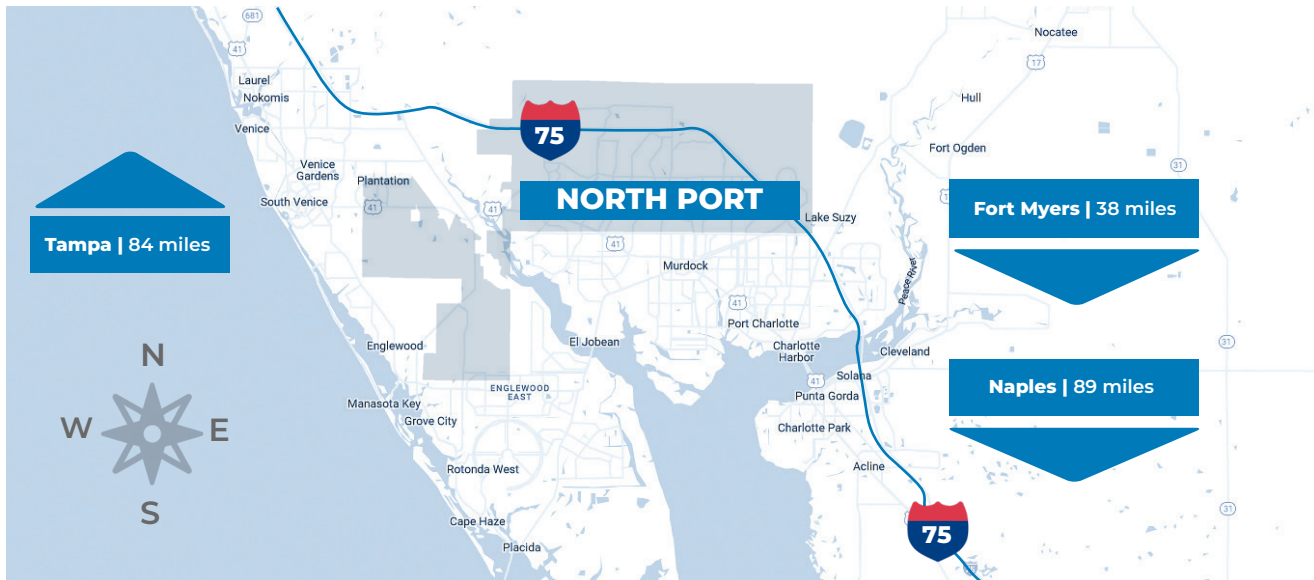 681
Nocatee
41
17
Laurel
Nokomis
Hull
75
Venice
Fort Ogden
Venice
Gardens
31
Plantation
NORTH PORT
South Venice
41
41
Lake Suzy
Fort Myers | 38 miles
Tampa | 84 miles
41
Murdock
Peace River
41
Port Charlotte
El Jobean
Englewood
Charlotte
Harbor
Cleveland
31
N
Solana
41
Naples | 89 miles
ENGLEWOOD
EAST
Punta Gorda
Manasota Key
Grove City
W
E
Charlotte Park
Acline
Rotonda West
S
31
Cape Haze
75
Placida